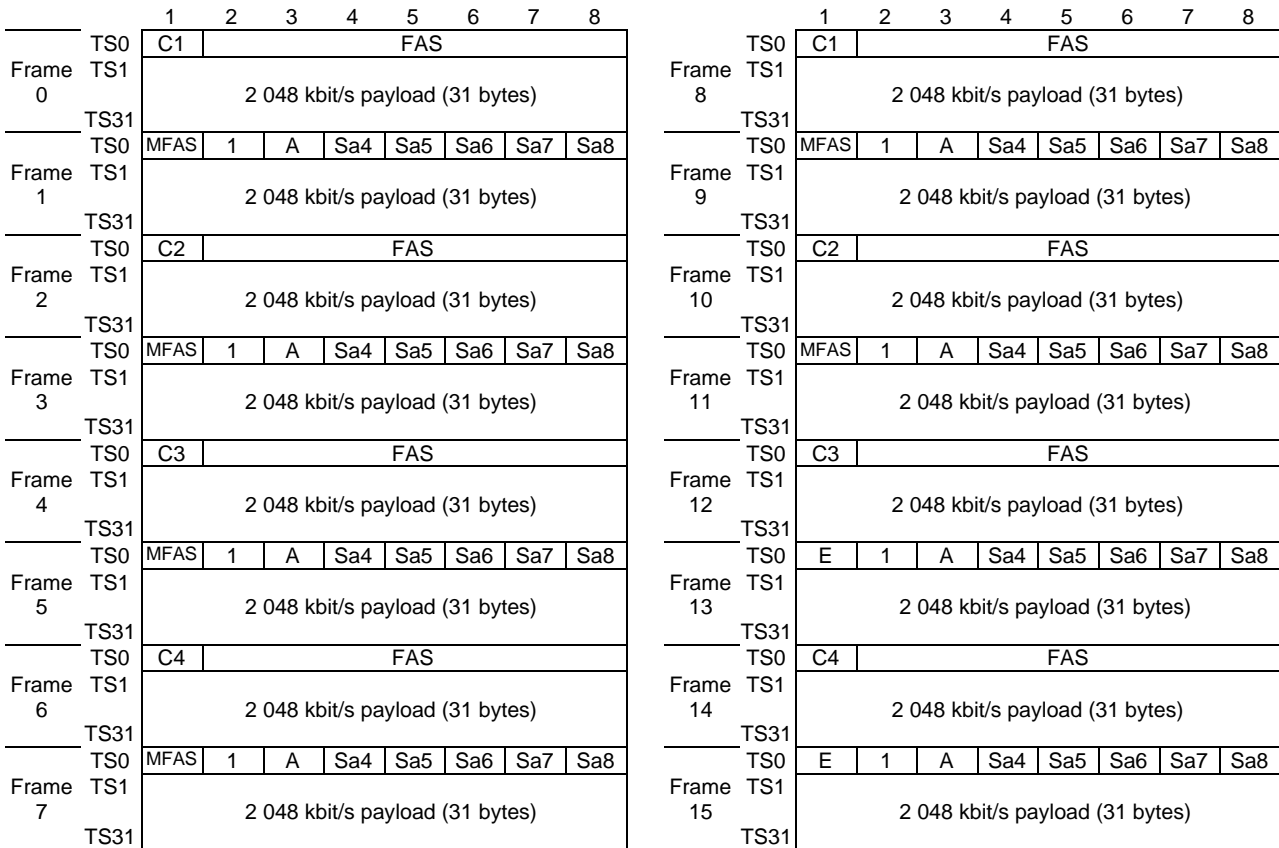 1 2 3 4 5 6 7 8
TS0 C1 FAS
Frame TS1
0 2 048 kbit/s payload (31 bytes)
TS31
TS0 MFAS 1 A Sa4 Sa5 Sa6 Sa7 Sa8
Frame TS1
1 2 048 kbit/s payload (31 bytes)
TS31
TS0 C2 FAS
Frame TS1
2 2 048 kbit/s payload (31 bytes)
TS31
TS0 MFAS 1 A Sa4 Sa5 Sa6 Sa7 Sa8
Frame TS1
3 2 048 kbit/s payload (31 bytes)
TS31
TS0 C3 FAS
Frame TS1
4 2 048 kbit/s payload (31 bytes)
TS31
TS0 MFAS 1 A Sa4 Sa5 Sa6 Sa7 Sa8
Frame TS1
5 2 048 kbit/s payload (31 bytes)
TS31
TS0 C4 FAS
Frame TS1
6 2 048 kbit/s payload (31 bytes)
TS31
TS0 MFAS 1 A Sa4 Sa5 Sa6 Sa7 Sa8
Frame TS1
7 2 048 kbit/s payload (31 bytes)
TS31
1 2 3 4 5 6 7 8
TS0 C1 FAS
Frame TS1
8 2 048 kbit/s payload (31 bytes)
TS31
TS0 MFAS 1 A Sa4 Sa5 Sa6 Sa7 Sa8
Frame TS1
9 2 048 kbit/s payload (31 bytes)
TS31
TS0 C2 FAS
Frame TS1
10 2 048 kbit/s payload (31 bytes)
TS31
TS0 MFAS 1 A Sa4 Sa5 Sa6 Sa7 Sa8
Frame TS1
11 2 048 kbit/s payload (31 bytes)
TS31
TS0 C3 FAS
Frame TS1
12 2 048 kbit/s payload (31 bytes)
TS31
TS0 E 1 A Sa4 Sa5 Sa6 Sa7 Sa8
Frame TS1
13 2 048 kbit/s payload (31 bytes)
TS31
TS0 C4 FAS
Frame TS1
14 2 048 kbit/s payload (31 bytes)
TS31
TS0 E 1 A Sa4 Sa5 Sa6 Sa7 Sa8
Frame TS1
15 2 048 kbit/s payload (31 bytes)
TS31